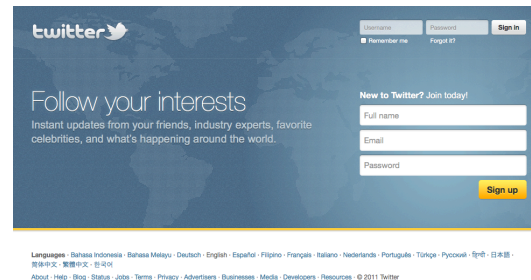 twitter
Username Password Sign in
Remember me Forgot it?
Follow your interests
Instant updates from your friends, industry experts, favorite
celebrities, and what's happening around the world.
New to Twitter? Join today!
Full name
Email
Password
Sign up
Languages · Bahasa Indonesia · Bahasa Melayu · Deutsch · English · Español · Filipino · Français · Italiano · Nederlands · Português · Türkçe · Русский · हिन्दी · 日本語 ·
简体中文 · 繁體中文 · 한국어
About · Help · Blog · Status · Jobs · Terms · Privacy · Advertisers · Businesses · Media · Developers · Resources · © 2011 Twitter